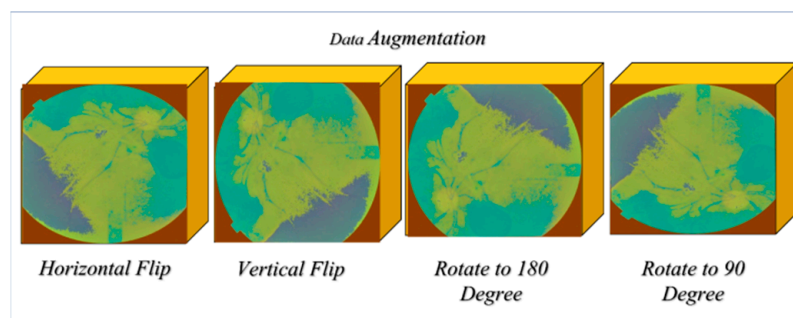 Data Augmentation
Horizontal Flip
Vertical Flip
Rotate to 180
Degree
Rotate to 90
Degree